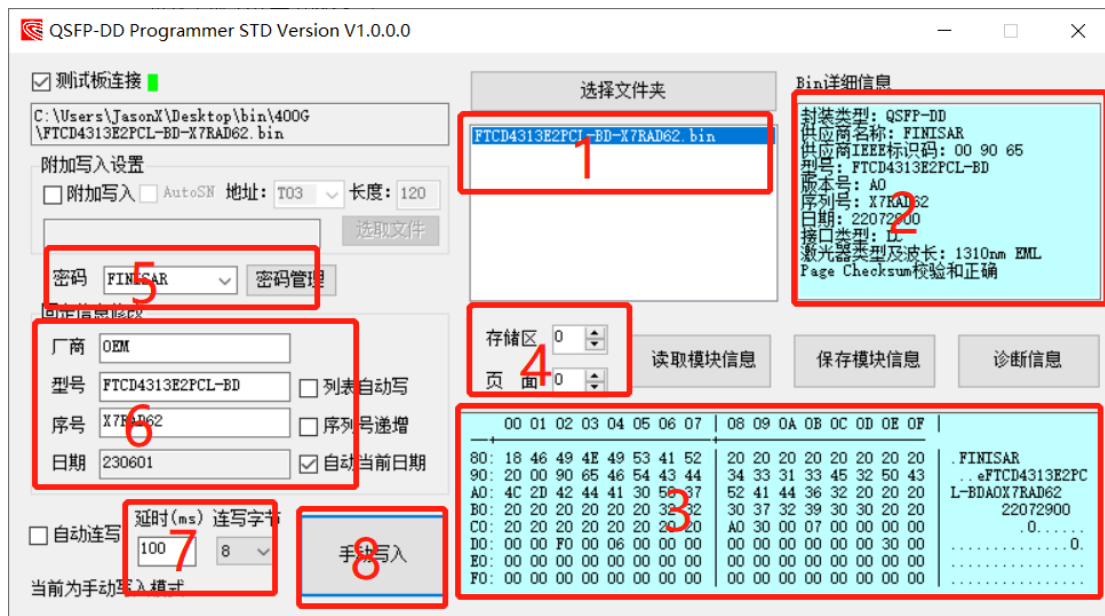 QSFP-DD Programmer STD Version V1.0.0.0
测试板连接
C:\Users\JasonX\Desktop\bin\400G
\FTCD4313E2PCL-BD-X7RAD62.bin
附加写入设置
附加写入 AutoSN 地址: T03 长度: 120
选取文件
密码 FINISAR 密码管理
5
固定信息修改
厂商 OEM
型号 FTCD4313E2PCL-BD 列表自动写
序号 X7RAD62 序列号递增
6
日期 230601 自动当前日期
延时(ms) 连写字节
自动连写 100 8
7
手动写入
8
当前为手动写入模式
选择文件夹
FTCD4313E2PCL-BD-X7RAD62.bin
1
Bin详细信息
封装类型: QSFP-DD
供应商名称: FINISAR
供应商IEEE标识码: 00 90 65
型号: FTCD4313E2PCL-BD
版本号: A0
序列号: X7RAD62
日期: 22072900
接口类型: LC
激光器类型及波长: 1310nm EML
Page Checksum校验和正确
2
存储区 0
页 面 0
4
读取模块信息 保存模块信息 诊断信息
00 01 02 03 04 05 06 07 | 08 09 0A 0B 0C 0D 0E 0F |
80: 18 46 49 4E 49 53 41 52 | 20 20 20 20 20 20 20 20 | .FINISAR
90: 20 00 90 65 46 54 43 44 | 34 33 31 33 45 32 50 43 | ..eFTCD4313E2PC
A0: 4C 2D 42 44 41 30 58 37 | 52 41 44 36 32 20 20 20 | L-BDA0X7RAD62
B0: 20 20 20 20 20 20 32 32 | 30 37 32 39 30 30 20 20 | 22072900
C0: 20 20 20 20 20 20 20 20 | A0 30 00 07 00 00 00 00 | .0......
D0: 00 00 F0 00 06 00 00 00 | 00 00 00 00 00 00 30 00 | ..............0.
E0: 00 00 00 00 00 00 00 00 | 00 00 00 00 00 00 00 00 | ................
F0: 00 00 00 00 00 00 00 00 | 00 00 00 00 00 00 00 00 | ................
3